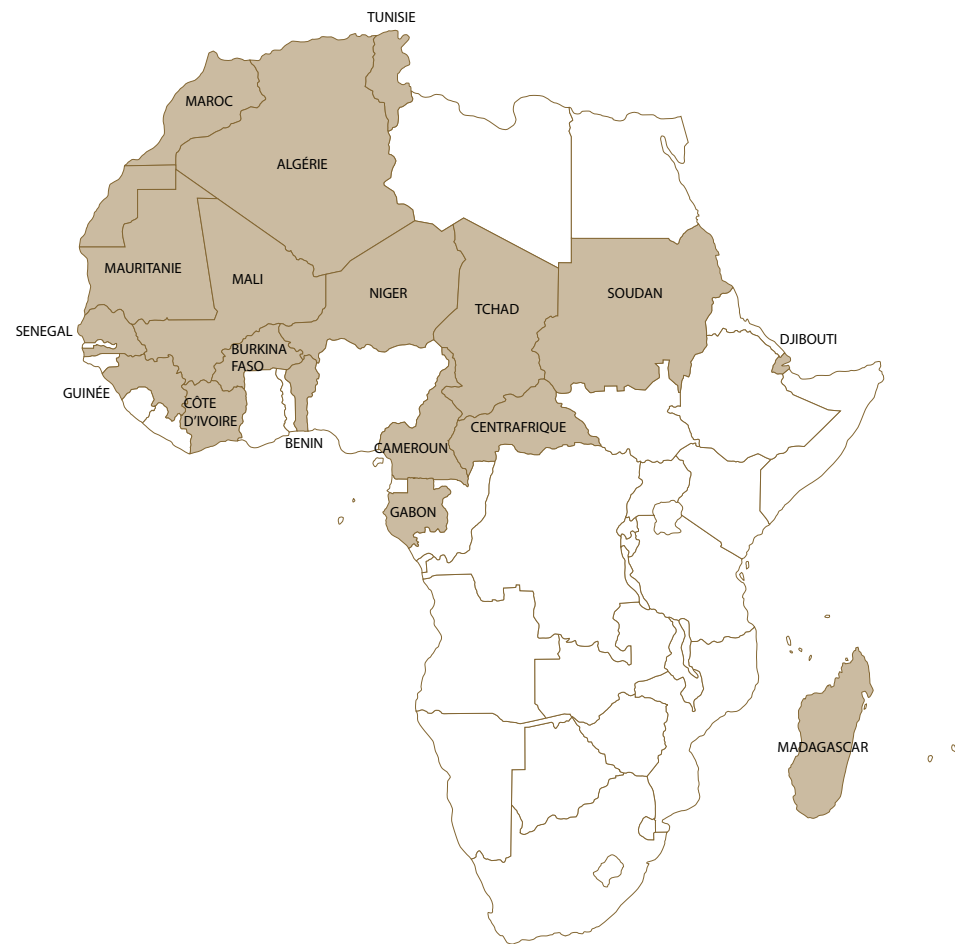 TUNISIE
MAROC
ALGÉRIE
MAURITANIE
MALI
NIGER
TCHAD
SOUDAN
SENEGAL
DJIBOUTI
BURKINA
FASO
GUINÉE
CÔTE
D'IVOIRE
BENIN
CAMEROUN
CENTRAFRIQUE
GABON
MADAGASCAR